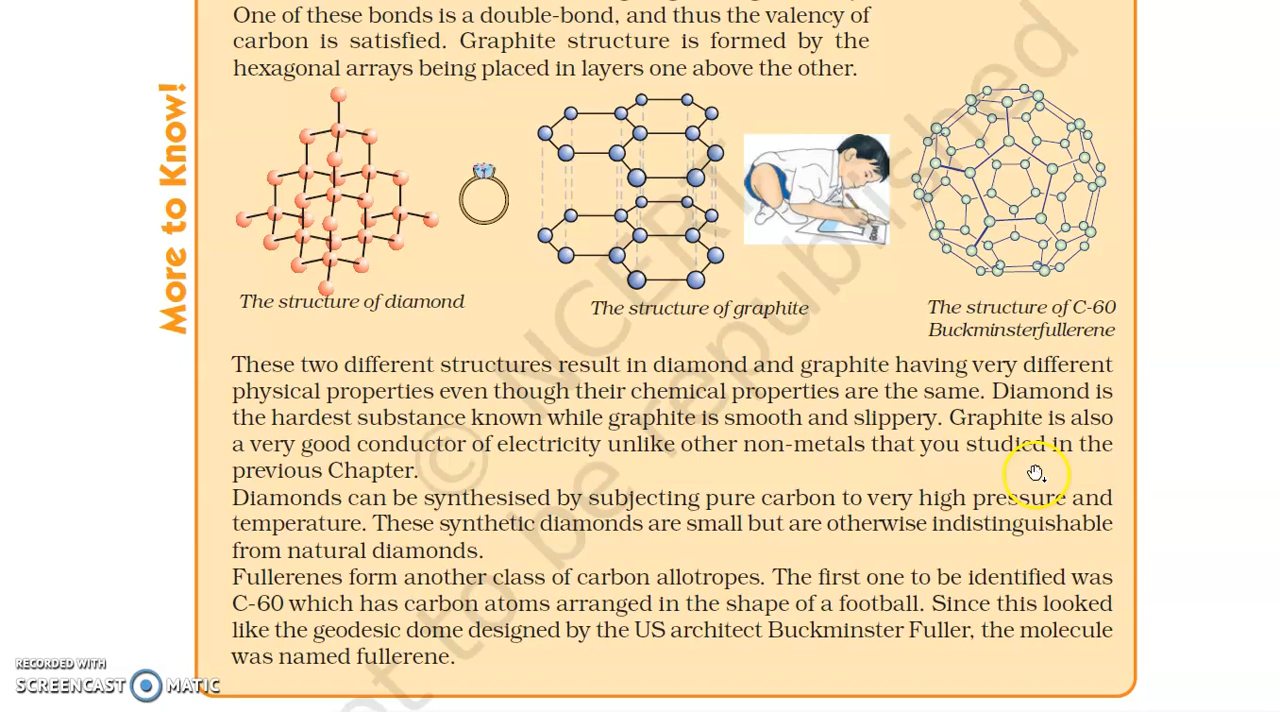 One of these bonds is a double-bond, and thus the valency of
carbon is satisfied. Graphite structure is formed by the
hexagonal arrays being placed in layers one above the other.
More to Know!
The structure of diamond
The structure of graphite
The structure of C-60
Buckminsterfullerene
These two different structures result in diamond and graphite having very different
physical properties even though their chemical properties are the same. Diamond is
the hardest substance known while graphite is smooth and slippery. Graphite is also
a very good conductor of electricity unlike other non-metals that you studied in the
previous Chapter.
Diamonds can be synthesised by subjecting pure carbon to very high pressure and
temperature. These synthetic diamonds are small but are otherwise indistinguishable
from natural diamonds.
Fullerenes form another class of carbon allotropes. The first one to be identified was
C-60 which has carbon atoms arranged in the shape of a football. Since this looked
like the geodesic dome designed by the US architect Buckminster Fuller, the molecule
was named fullerene.
© NCERT
not to be republished
RECORDED WITH
SCREENCAST MATIC